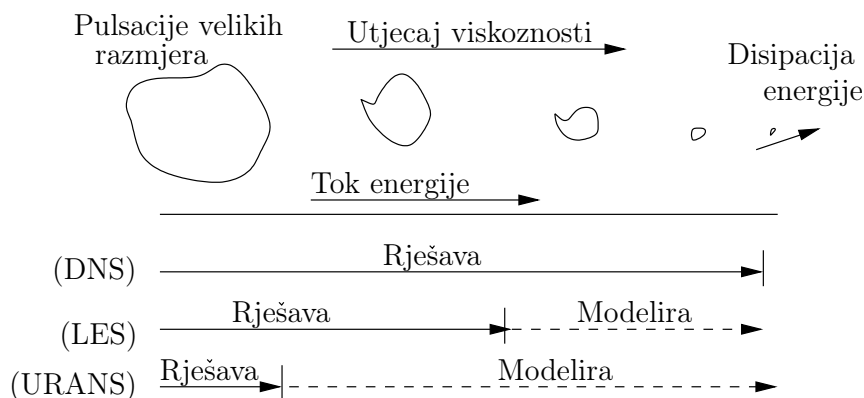 Pulsacije velikih
razmjera
Utjecaj viskoznosti
Disipacija
energije
Tok energije
(DNS) Rješava
(LES) Rješava Modelira
(URANS) Rješava Modelira